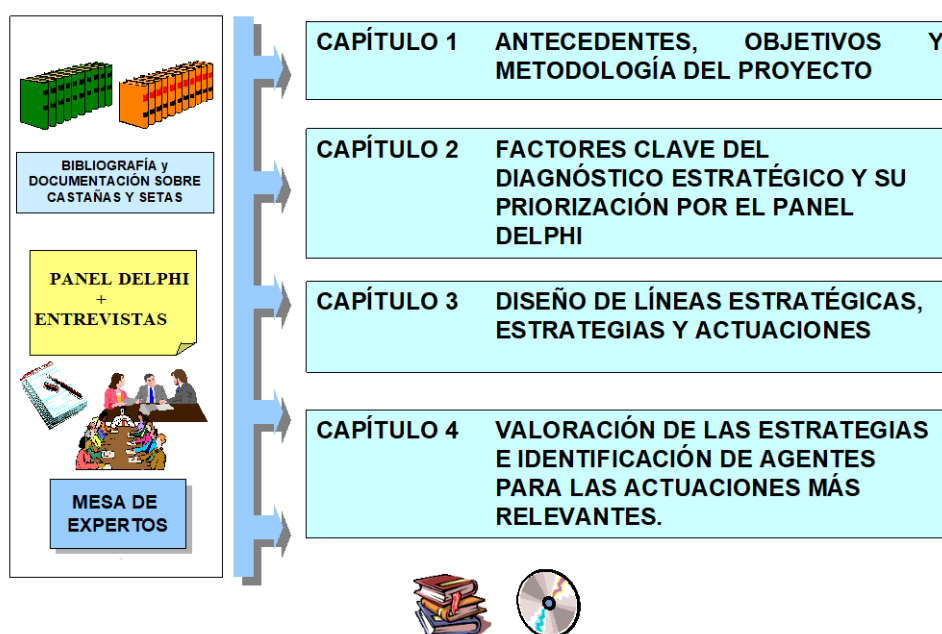 BIBLIOGRAFÍA y
DOCUMENTACIÓN SOBRE
CASTAÑAS Y SETAS
PANEL DELPHI
+
ENTREVISTAS
MESA DE
EXPERTOS
CAPÍTULO 1 ANTECEDENTES, OBJETIVOS Y
METODOLOGÍA DEL PROYECTO
CAPÍTULO 2 FACTORES CLAVE DEL
DIAGNÓSTICO ESTRATÉGICO Y SU
PRIORIZACIÓN POR EL PANEL
DELPHI
CAPÍTULO 3 DISEÑO DE LÍNEAS ESTRATÉGICAS,
ESTRATEGIAS Y ACTUACIONES
CAPÍTULO 4 VALORACIÓN DE LAS ESTRATEGIAS
E IDENTIFICACIÓN DE AGENTES
PARA LAS ACTUACIONES MÁS
RELEVANTES.